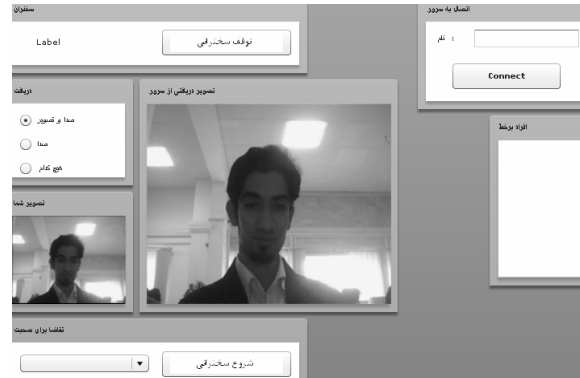 سخنران
Label
توقف سخنرانی
اتصال به سرور
نام :
Connect
دریافت
صدا و تصویر
صدا
هیچ کدام
تصویر دریافتی از سرور
افراد برخط
تصویر شما
تقاضا برای صحبت
شروع سخنرانی